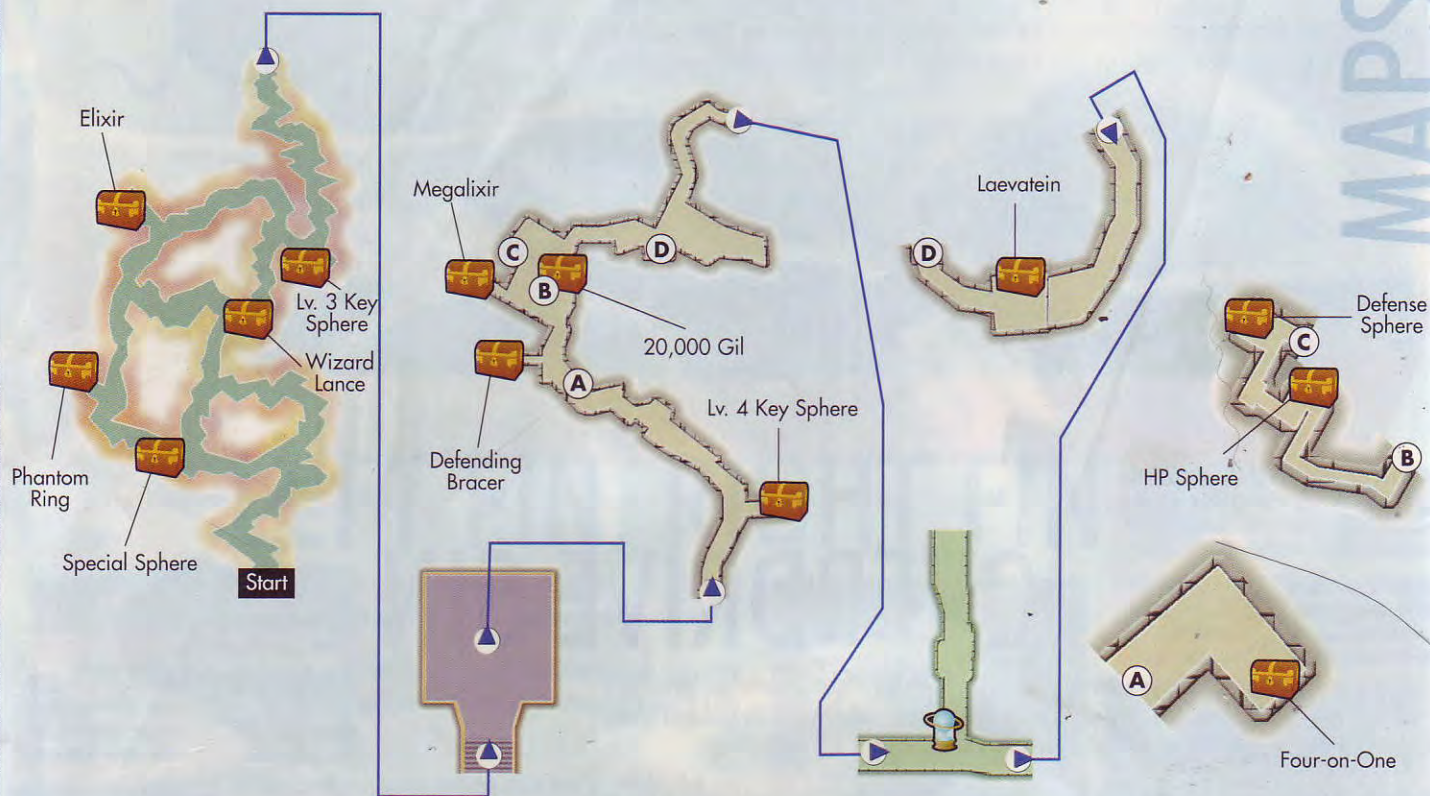 MAPS
Elixir
Lv. 3 Key
Sphere
Wizard
Lance
Phantom
Ring
Special Sphere
Start
Megalixir
C
B
D
20,000 Gil
A
Defending
Bracer
Lv. 4 Key Sphere
Laevatein
D
Defense
Sphere
C
HP Sphere
B
A
Four-on-One